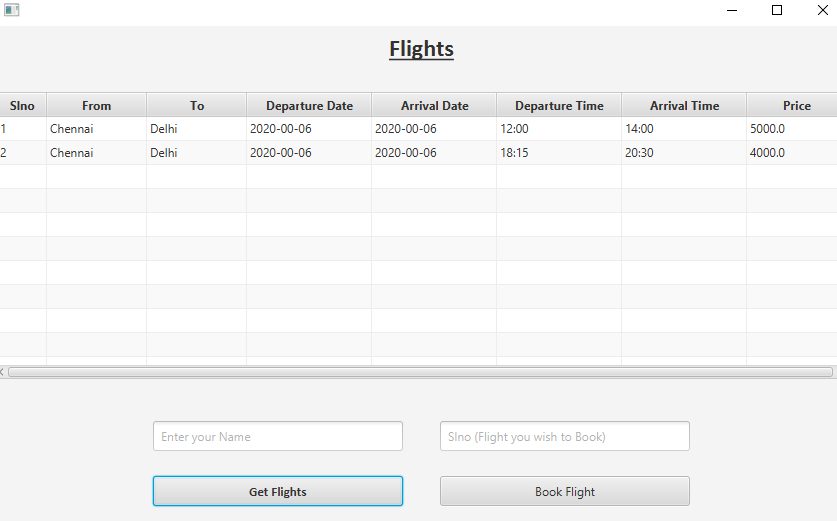 Flights
Slno From To Departure Date Arrival Date Departure Time Arrival Time Price
1 Chennai Delhi 2020-00-06 2020-00-06 12:00 14:00 5000.0
2 Chennai Delhi 2020-00-06 2020-00-06 18:15 20:30 4000.0
Enter your Name Slno (Flight you wish to Book)
Get Flights Book Flight